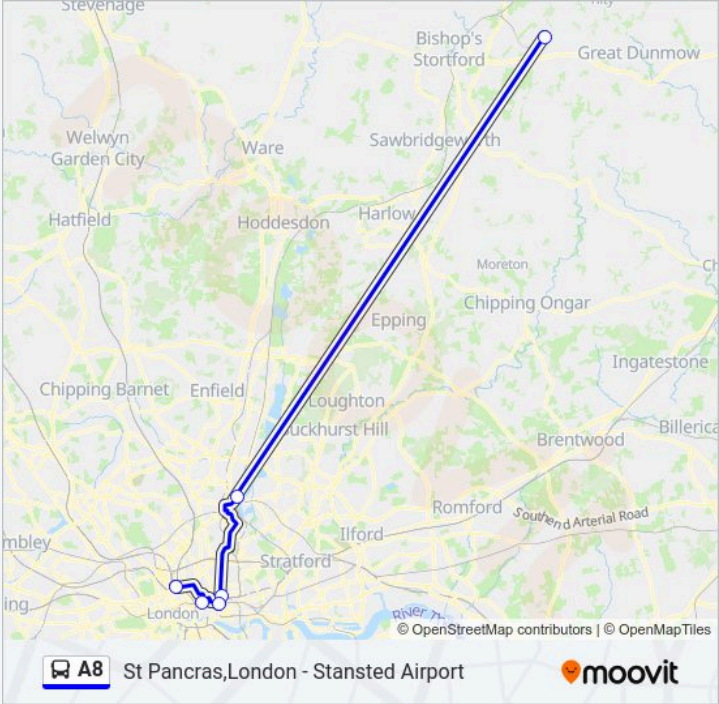 Stevenage
Bishop's
Stortford
Great Dunmow
Welwyn
Garden City
Ware
Sawbridgeworth
Hatfield
Hoddesdon
Harlow
Moreton
Chipping Ongar
Epping
Ingatestone
Chipping Barnet
Enfield
Loughton
uckhurst Hill
Billerica
Brentwood
Romford
Southend Arterial Road
mbley
Ilford
Stratford
ing
London
River Th
© OpenStreetMap contributors | © OpenMapTiles
A8 St Pancras,London - Stansted Airport
moovit